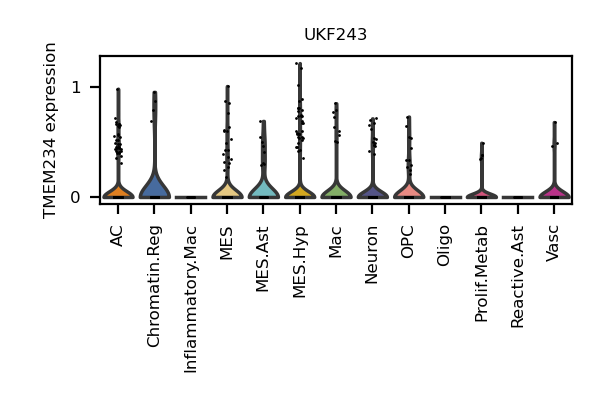 UKF243
TMEM234 expression
1
0
AC
Chromatin.Reg
Inflammatory.Mac
MES
MES.Ast
MES.Hyp
Mac
Neuron
OPC
Oligo
Prolif.Metab
Reactive.Ast
Vasc